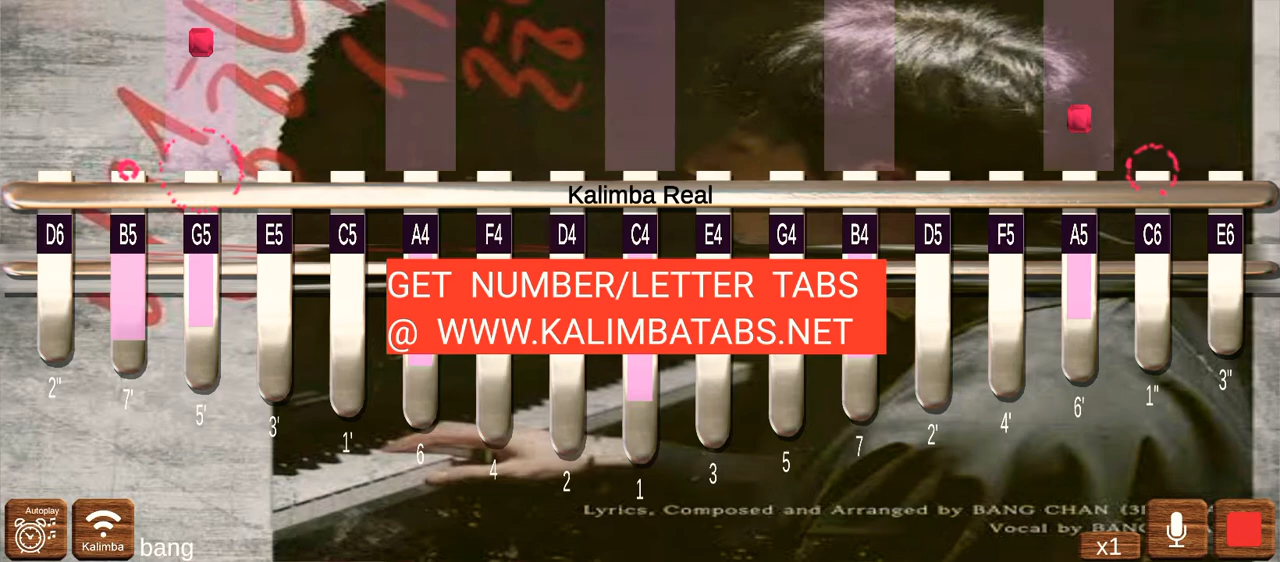 Kalimba Real
D6 B5 G5 E5 C5 A4 F4 D4 C4 E4 G4 B4 D5 F5 A5 C6 E6
GET NUMBER/LETTER TABS
@ WWW.KALIMBATABS.NET
2" 7' 5' 3' 1' 6 4 2 1 3 5 7 2' 4' 6' 1" 3"
Lyrics, Composed and Arranged by BANG CHAN
Vocal by BANG
Autoplay
Kalimba
bang
x1